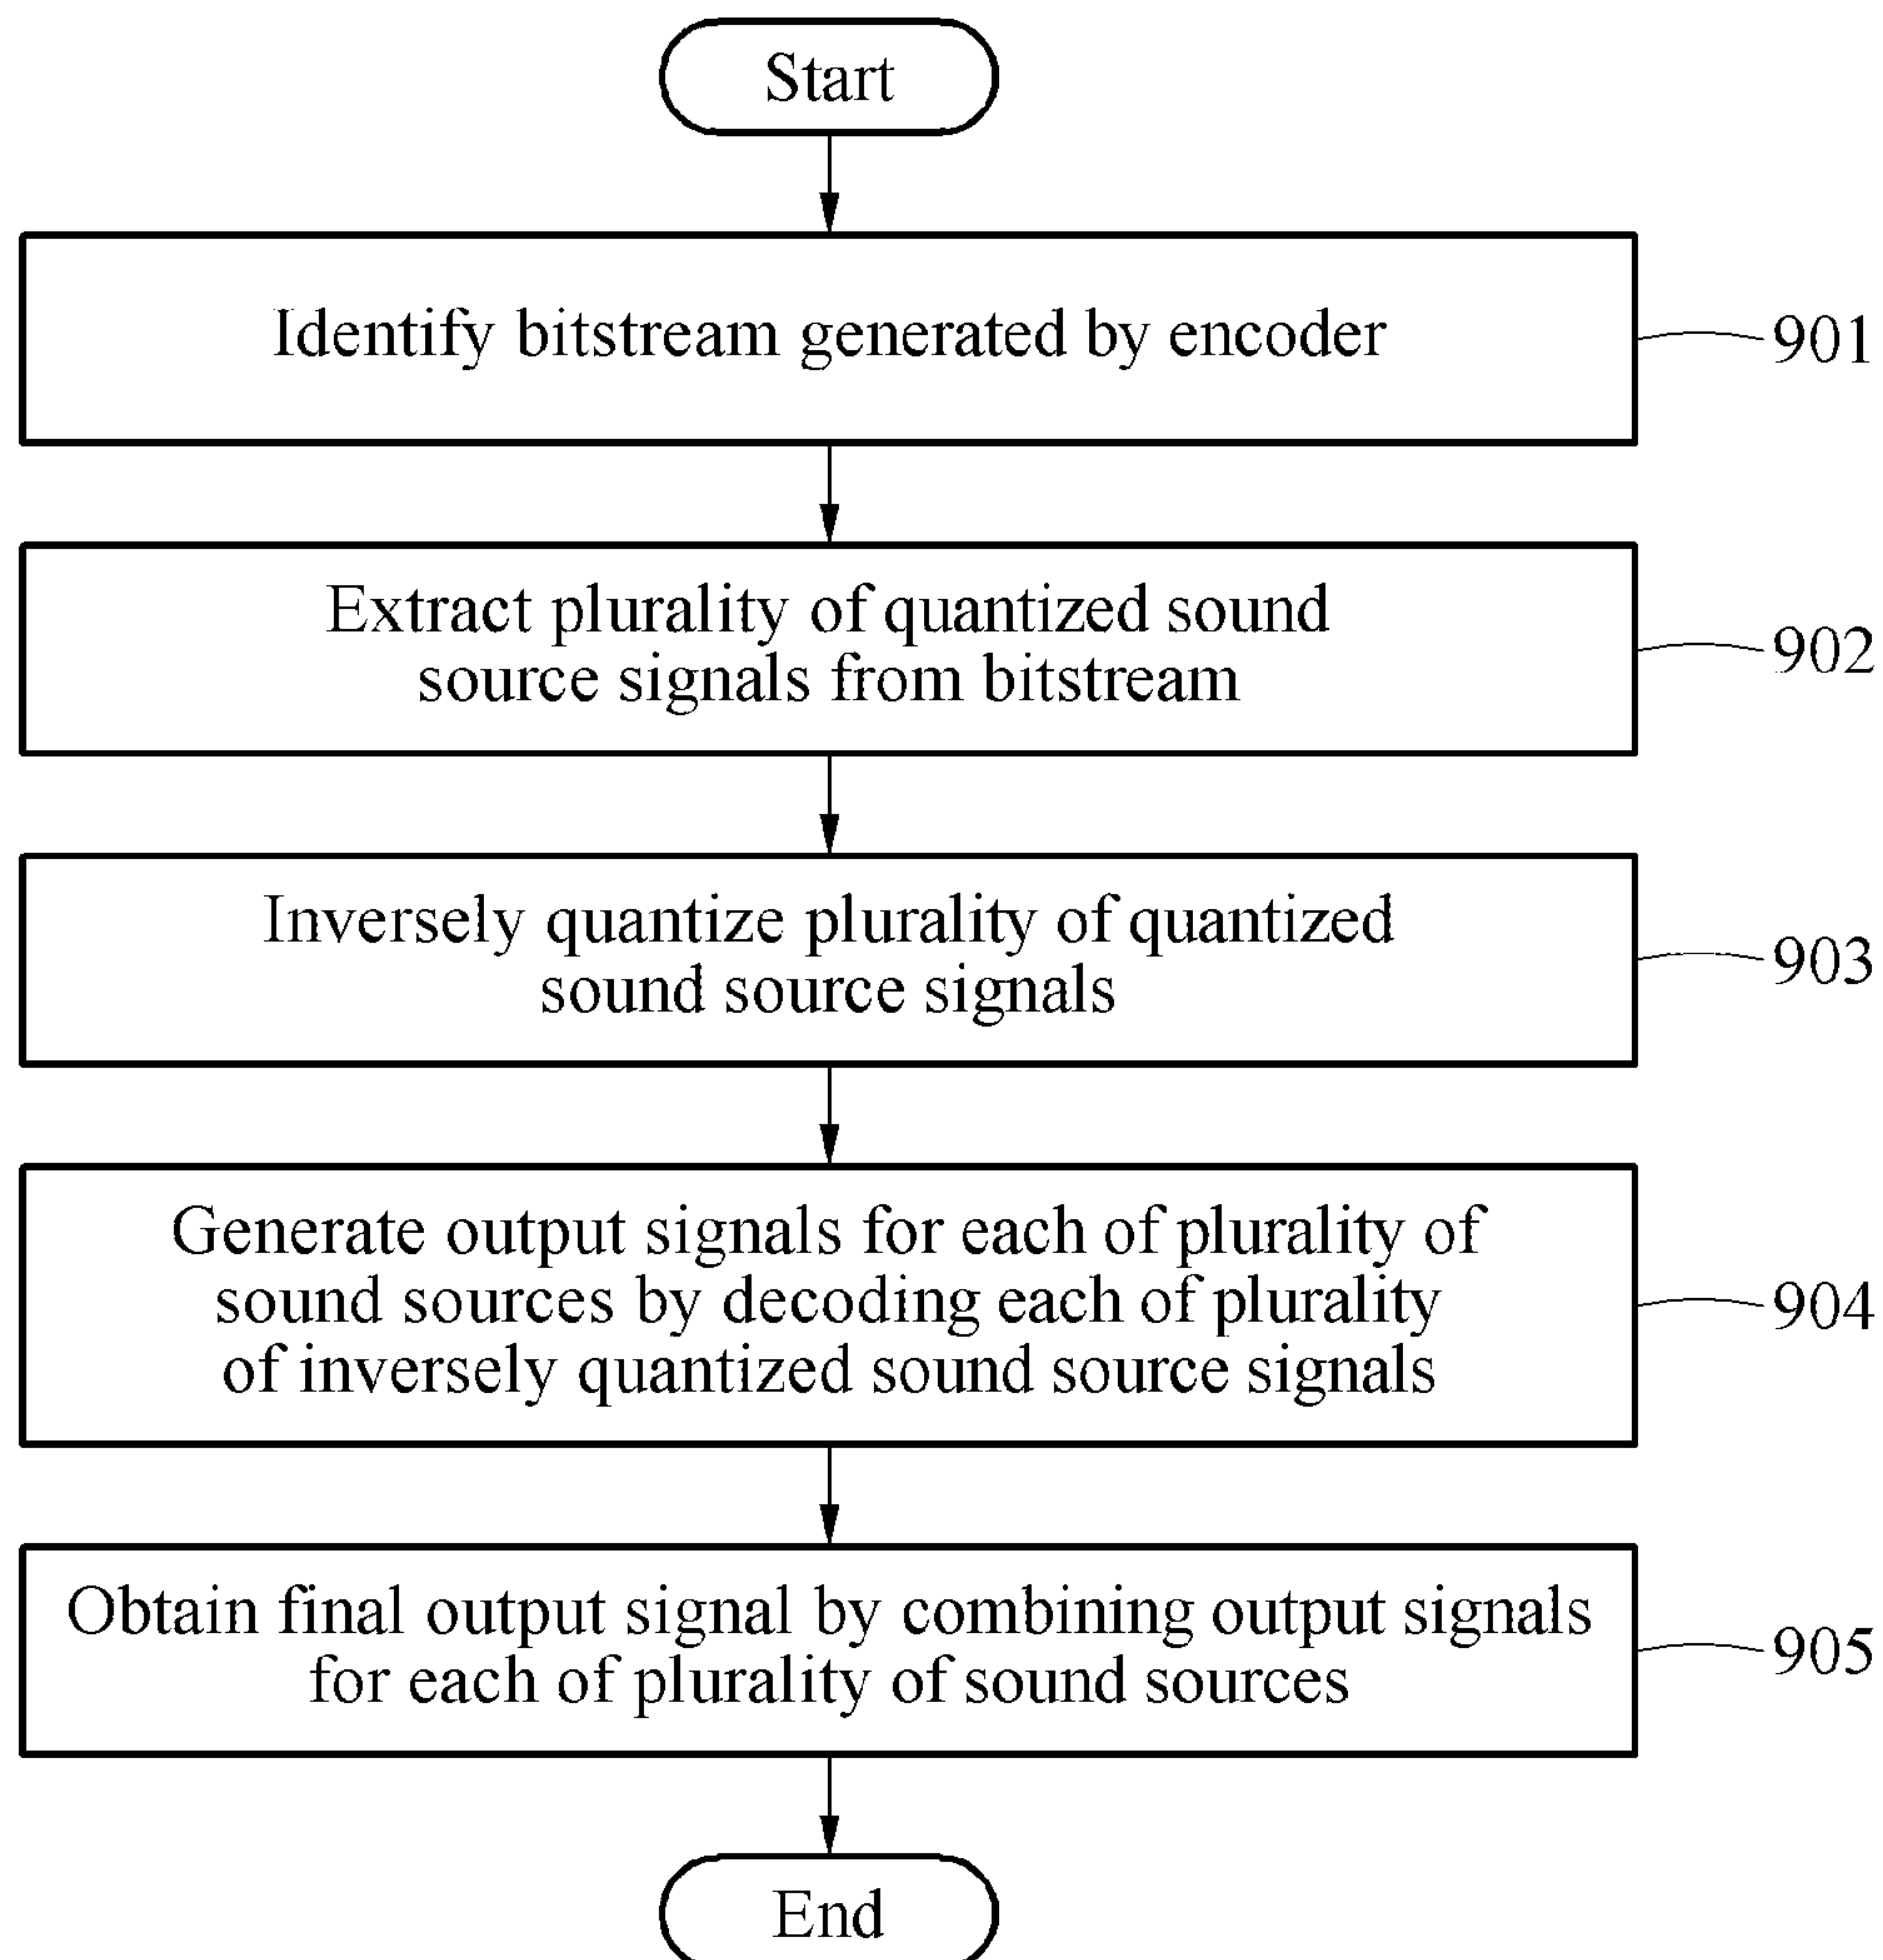 Start
Identify bitstream generated by encoder
901
Extract plurality of quantized sound
source signals from bitstream
902
Inversely quantize plurality of quantized
sound source signals
903
Generate output signals for each of plurality of
sound sources by decoding each of plurality
of inversely quantized sound source signals
904
Obtain final output signal by combining output signals
for each of plurality of sound sources
905
End